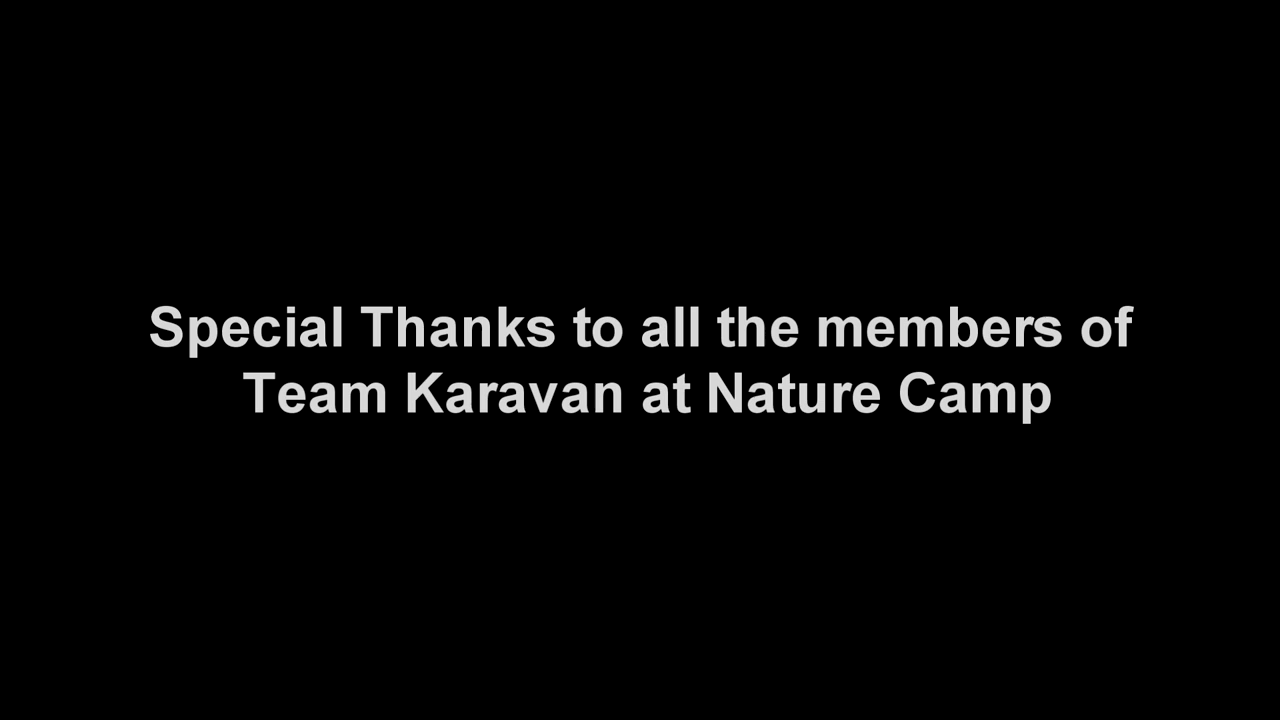 Special Thanks to all the members of
Team Karavan at Nature Camp